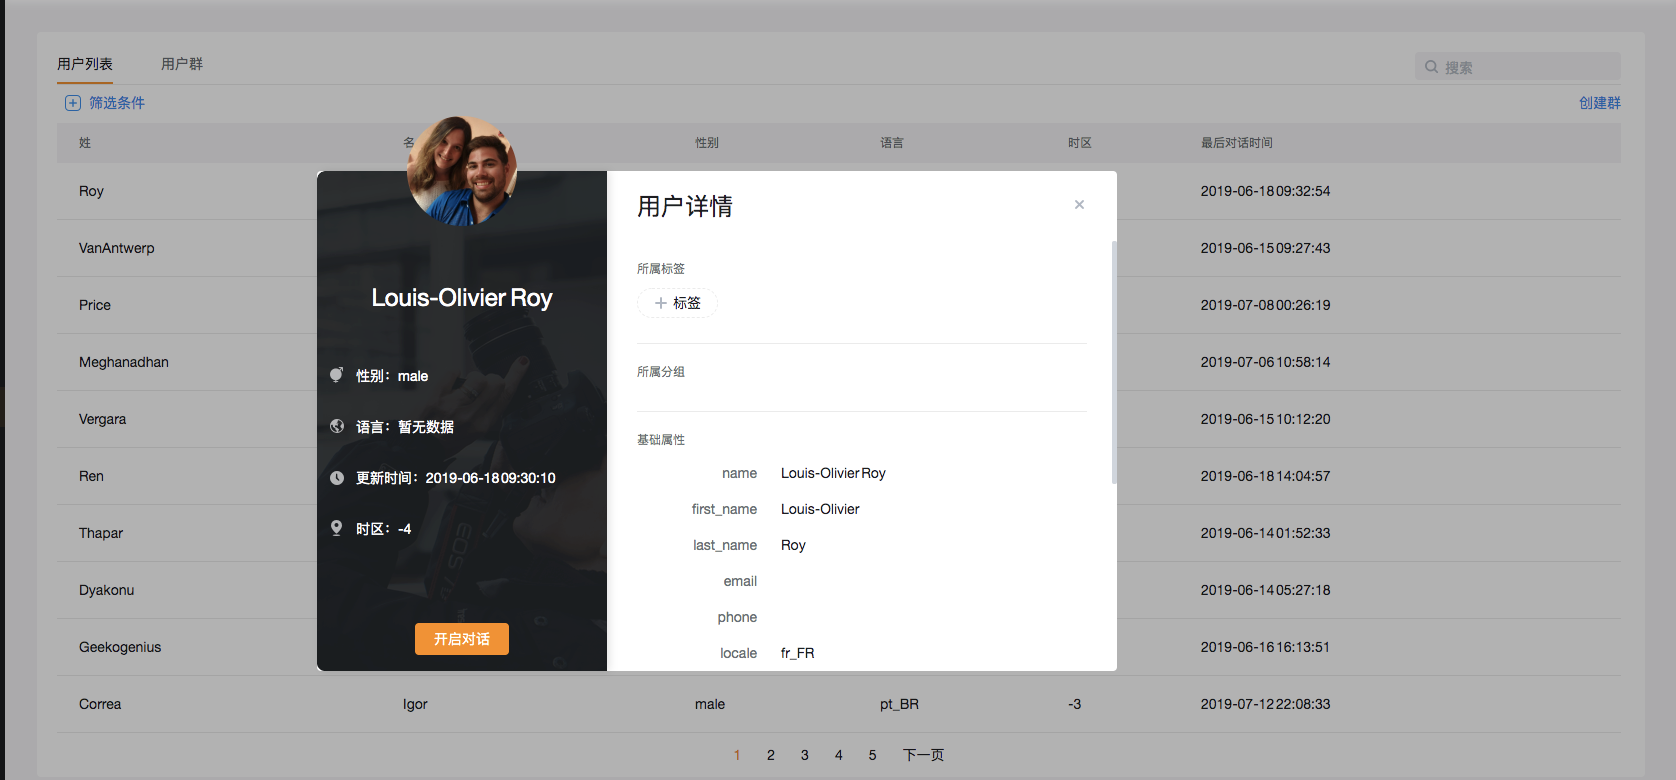 用户列表 用户群 搜索
筛选条件 创建群
姓 名 性别 语言 时区 最后对话时间
Roy 2019-06-18 09:32:54
VanAntwerp 2019-06-15 09:27:43
Price 2019-07-08 00:26:19
Meghanadhan 2019-07-06 10:58:14
Vergara 2019-06-15 10:12:20
Ren 2019-06-18 14:04:57
Thapar 2019-06-14 01:52:33
Dyakonu 2019-06-14 05:27:18
Geekogenius 2019-06-16 16:13:51
Correa Igor male pt_BR -3 2019-07-12 22:08:33
1 2 3 4 5 下一页
Louis-Olivier Roy
性别：male
语言：暂无数据
更新时间：2019-06-18 09:30:10
时区：-4
开启对话
用户详情 ×
所属标签
+ 标签
所属分组
基础属性
name Louis-Olivier Roy
first_name Louis-Olivier
last_name Roy
email
phone
locale fr_FR